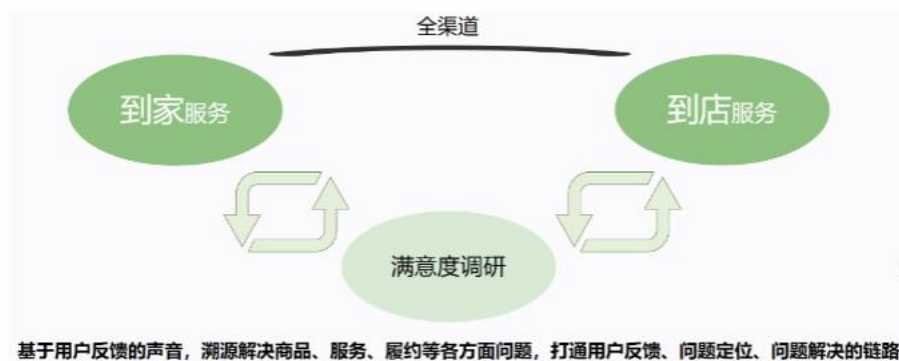 全渠道
到家服务
到店服务
满意度调研
基于用户反馈的声音，溯源解决商品、服务、履约等各方面问题，打通用户反馈、问题定位、问题解决的链路